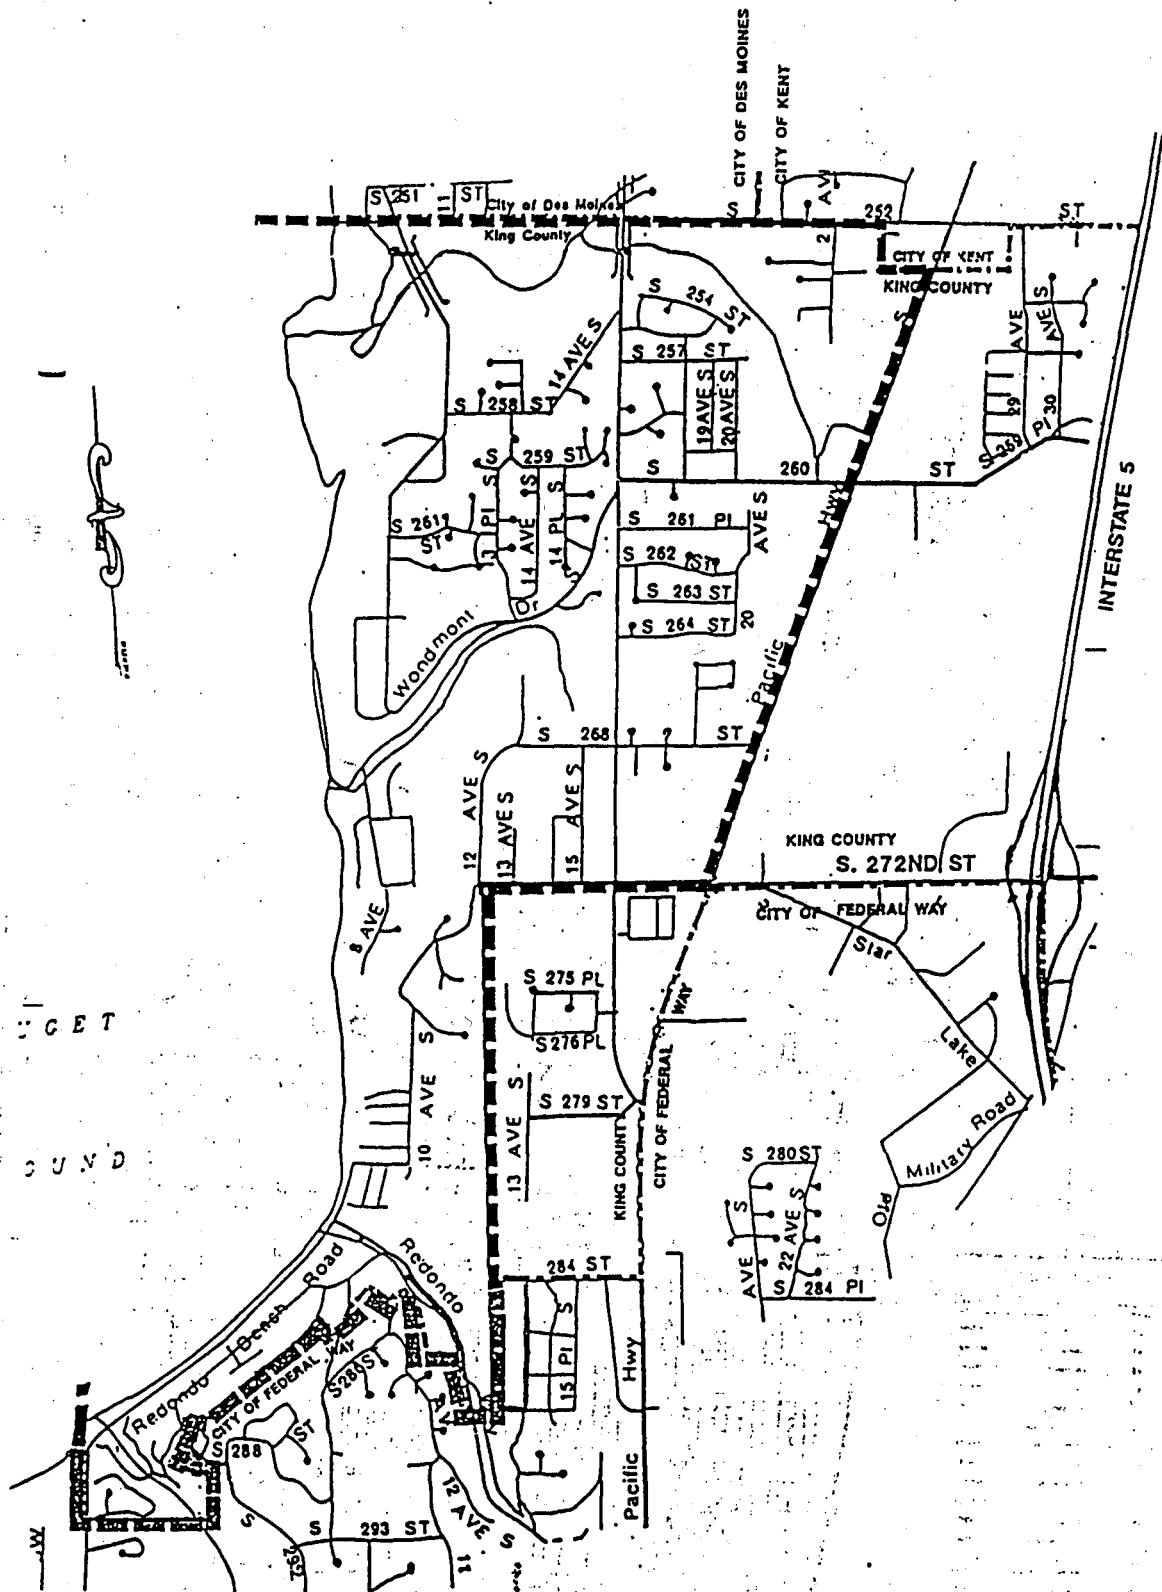 CITY OF DES MOINES
CITY OF KENT
S 251
11 ST
City of Des Moines
King County
S 252 ST
2 AV
CITY OF KENT
KING COUNTY
S 254 ST
S 257 ST
14 AVE S
19 AVE S
20 AVE S
S 258 ST
S 259 ST
S 260 ST
29 AVE
30 AVE S
S 269 Pl
S 261 ST
13 Pl S
14 AVE S
14 PL S
S 261 Pl
S 262 ST
S 263 ST
S 264 ST
20 AVE S
Woodmont Dr S
Pacific Hwy S
INTERSTATE 5
S 268 ST
12 AVE S
13 AVE S
15 AVE S
8 AVE
KING COUNTY
S. 272ND ST
CITY OF FEDERAL WAY
Star Lake
S 275 PL
S 276 PL
10 AVE S
13 AVE S
S 279 ST
KING COUNTY
CITY OF FEDERAL WAY
UGET
OUND
Old Military Road
S 280 ST
AVE S
22 AVE S
S 284 Pl
284 ST
15 Pl S
Redondo
Redondo Beach Road
CITY OF FEDERAL WAY
S 286 ST
S 288 ST
S 292
S 293 ST
11
12 AVE S
Pacific Hwy
W